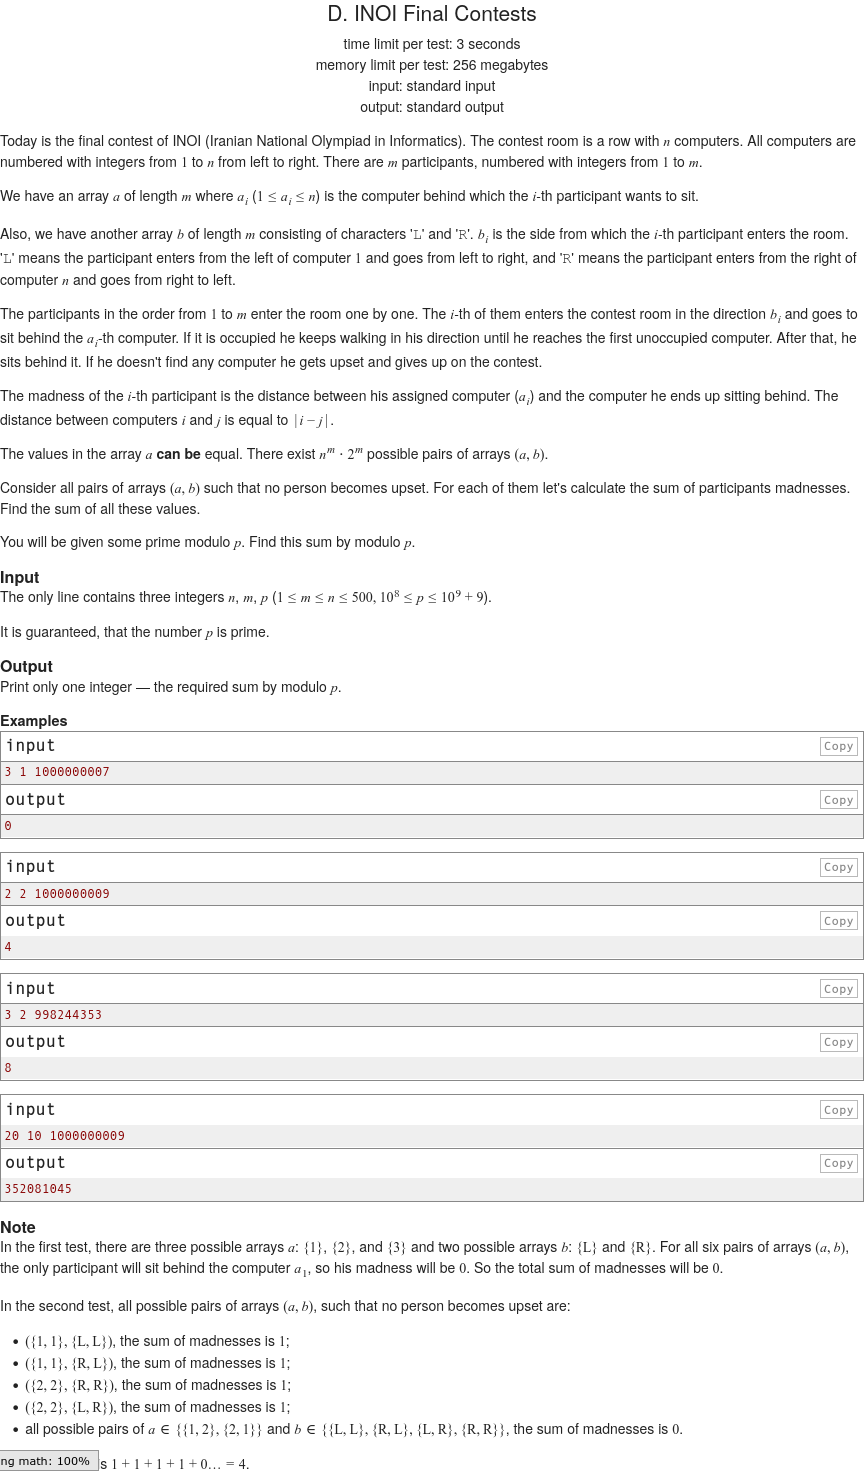 D. INOI Final Contests
time limit per test: 3 seconds
memory limit per test: 256 megabytes
input: standard input
output: standard output
Today is the final contest of INOI (Iranian National Olympiad in Informatics). The contest room is a row with n computers. All computers are
numbered with integers from 1 to n from left to right. There are m participants, numbered with integers from 1 to m.
We have an array a of length m where a_i (1 ≤ a_i ≤ n) is the computer behind which the i-th participant wants to sit.
Also, we have another array b of length m consisting of characters 'L' and 'R'. b_i is the side from which the i-th participant enters the room.
'L' means the participant enters from the left of computer 1 and goes from left to right, and 'R' means the participant enters from the right of
computer n and goes from right to left.
The participants in the order from 1 to m enter the room one by one. The i-th of them enters the contest room in the direction b_i and goes to
sit behind the a_i-th computer. If it is occupied he keeps walking in his direction until he reaches the first unoccupied computer. After that, he
sits behind it. If he doesn't find any computer he gets upset and gives up on the contest.
The madness of the i-th participant is the distance between his assigned computer (a_i) and the computer he ends up sitting behind. The
distance between computers i and j is equal to |i − j|.
The values in the array a can be equal. There exist n^m · 2^m possible pairs of arrays (a, b).
Consider all pairs of arrays (a, b) such that no person becomes upset. For each of them let's calculate the sum of participants madnesses.
Find the sum of all these values.
You will be given some prime modulo p. Find this sum by modulo p.
Input
The only line contains three integers n, m, p (1 ≤ m ≤ n ≤ 500, 10^8 ≤ p ≤ 10^9 + 9).
It is guaranteed, that the number p is prime.
Output
Print only one integer — the required sum by modulo p.
Examples
input Copy
3 1 1000000007
output Copy
0
input Copy
2 2 1000000009
output Copy
4
input Copy
3 2 998244353
output Copy
8
input Copy
20 10 1000000009
output Copy
352081045
Note
In the first test, there are three possible arrays a: {1}, {2}, and {3} and two possible arrays b: {L} and {R}. For all six pairs of arrays (a, b),
the only participant will sit behind the computer a_1, so his madness will be 0. So the total sum of madnesses will be 0.
In the second test, all possible pairs of arrays (a, b), such that no person becomes upset are:
• ({1, 1}, {L, L}), the sum of madnesses is 1;
• ({1, 1}, {R, L}), the sum of madnesses is 1;
• ({2, 2}, {R, R}), the sum of madnesses is 1;
• ({2, 2}, {L, R}), the sum of madnesses is 1;
• all possible pairs of a ∈ {{1, 2}, {2, 1}} and b ∈ {{L, L}, {R, L}, {L, R}, {R, R}}, the sum of madnesses is 0.
ng math: 100% s 1 + 1 + 1 + 1 + 0… = 4.